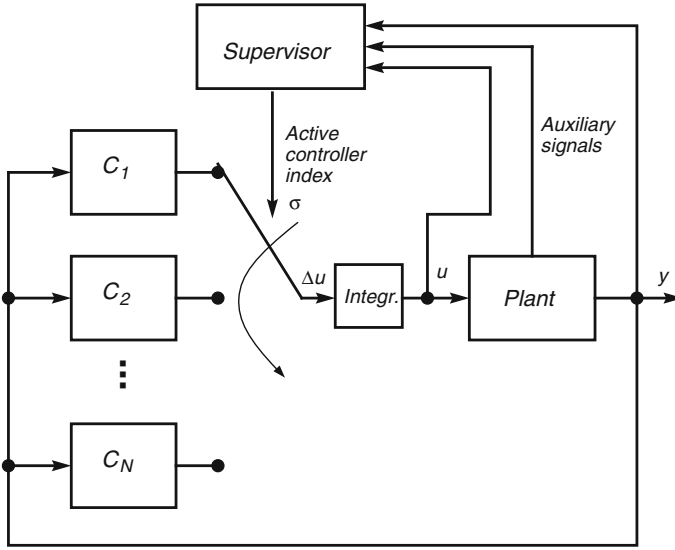 Supervisor
Active
controller
index
σ
Auxiliary
signals
C1
C2
CN
Δu
Integr.
u
Plant
y